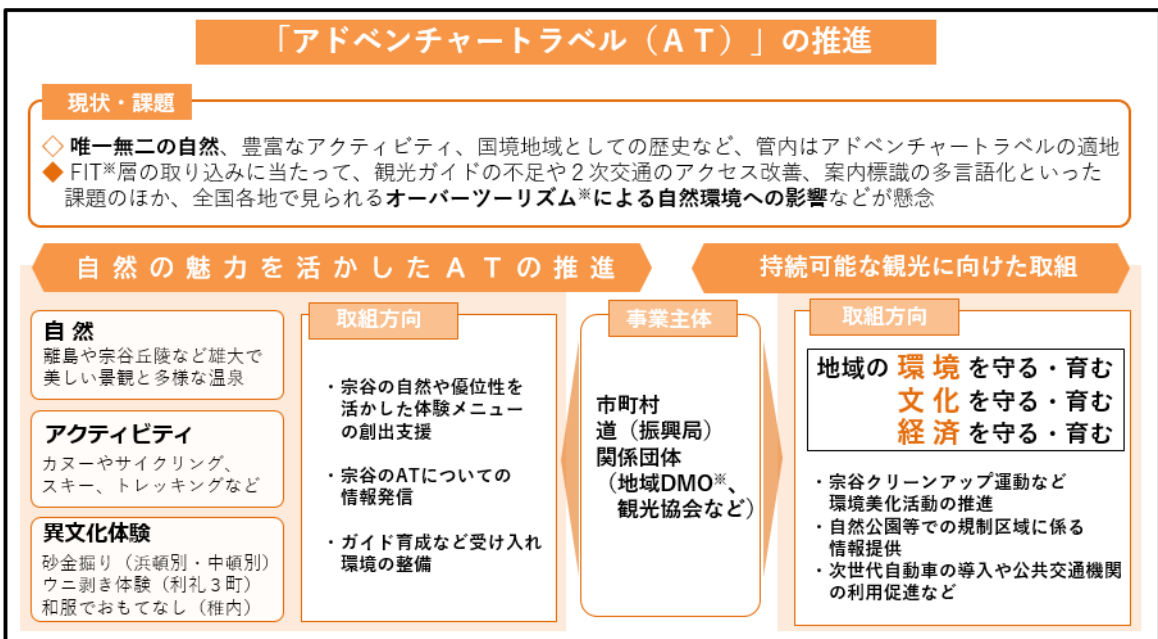 「アドベンチャートラベル（ＡＴ）」の推進
現状・課題
◇ 唯一無二の自然、豊富なアクティビティ、国境地域としての歴史など、管内はアドベンチャートラベルの適地
◆ FIT※層の取り込みに当たって、観光ガイドの不足や２次交通のアクセス改善、案内標識の多言語化といった
課題のほか、全国各地で見られるオーバーツーリズム※による自然環境への影響などが懸念
自然の魅力を活かしたＡＴの推進
自 然
離島や宗谷丘陵など雄大で
美しい景観と多様な温泉
アクティビティ
カヌーやサイクリング、
スキー、トレッキングなど
異文化体験
砂金掘り（浜頓別・中頓別）
ウニ剥き体験（利礼３町）
和服でおもてなし（稚内）
取組方向
・宗谷の自然や優位性を
活かした体験メニュー
の創出支援
・宗谷のATについての
情報発信
・ガイド育成など受け入れ
環境の整備
事業主体
市町村
道（振興局）
関係団体
（地域DMO※、
観光協会など）
持続可能な観光に向けた取組
取組方向
地域の 環 境 を守る・育む
文 化 を守る・育む
経 済 を守る・育む
・宗谷クリーンアップ運動など
環境美化活動の推進
・自然公園等での規制区域に係る
情報提供
・次世代自動車の導入や公共交通機関
の利用促進など